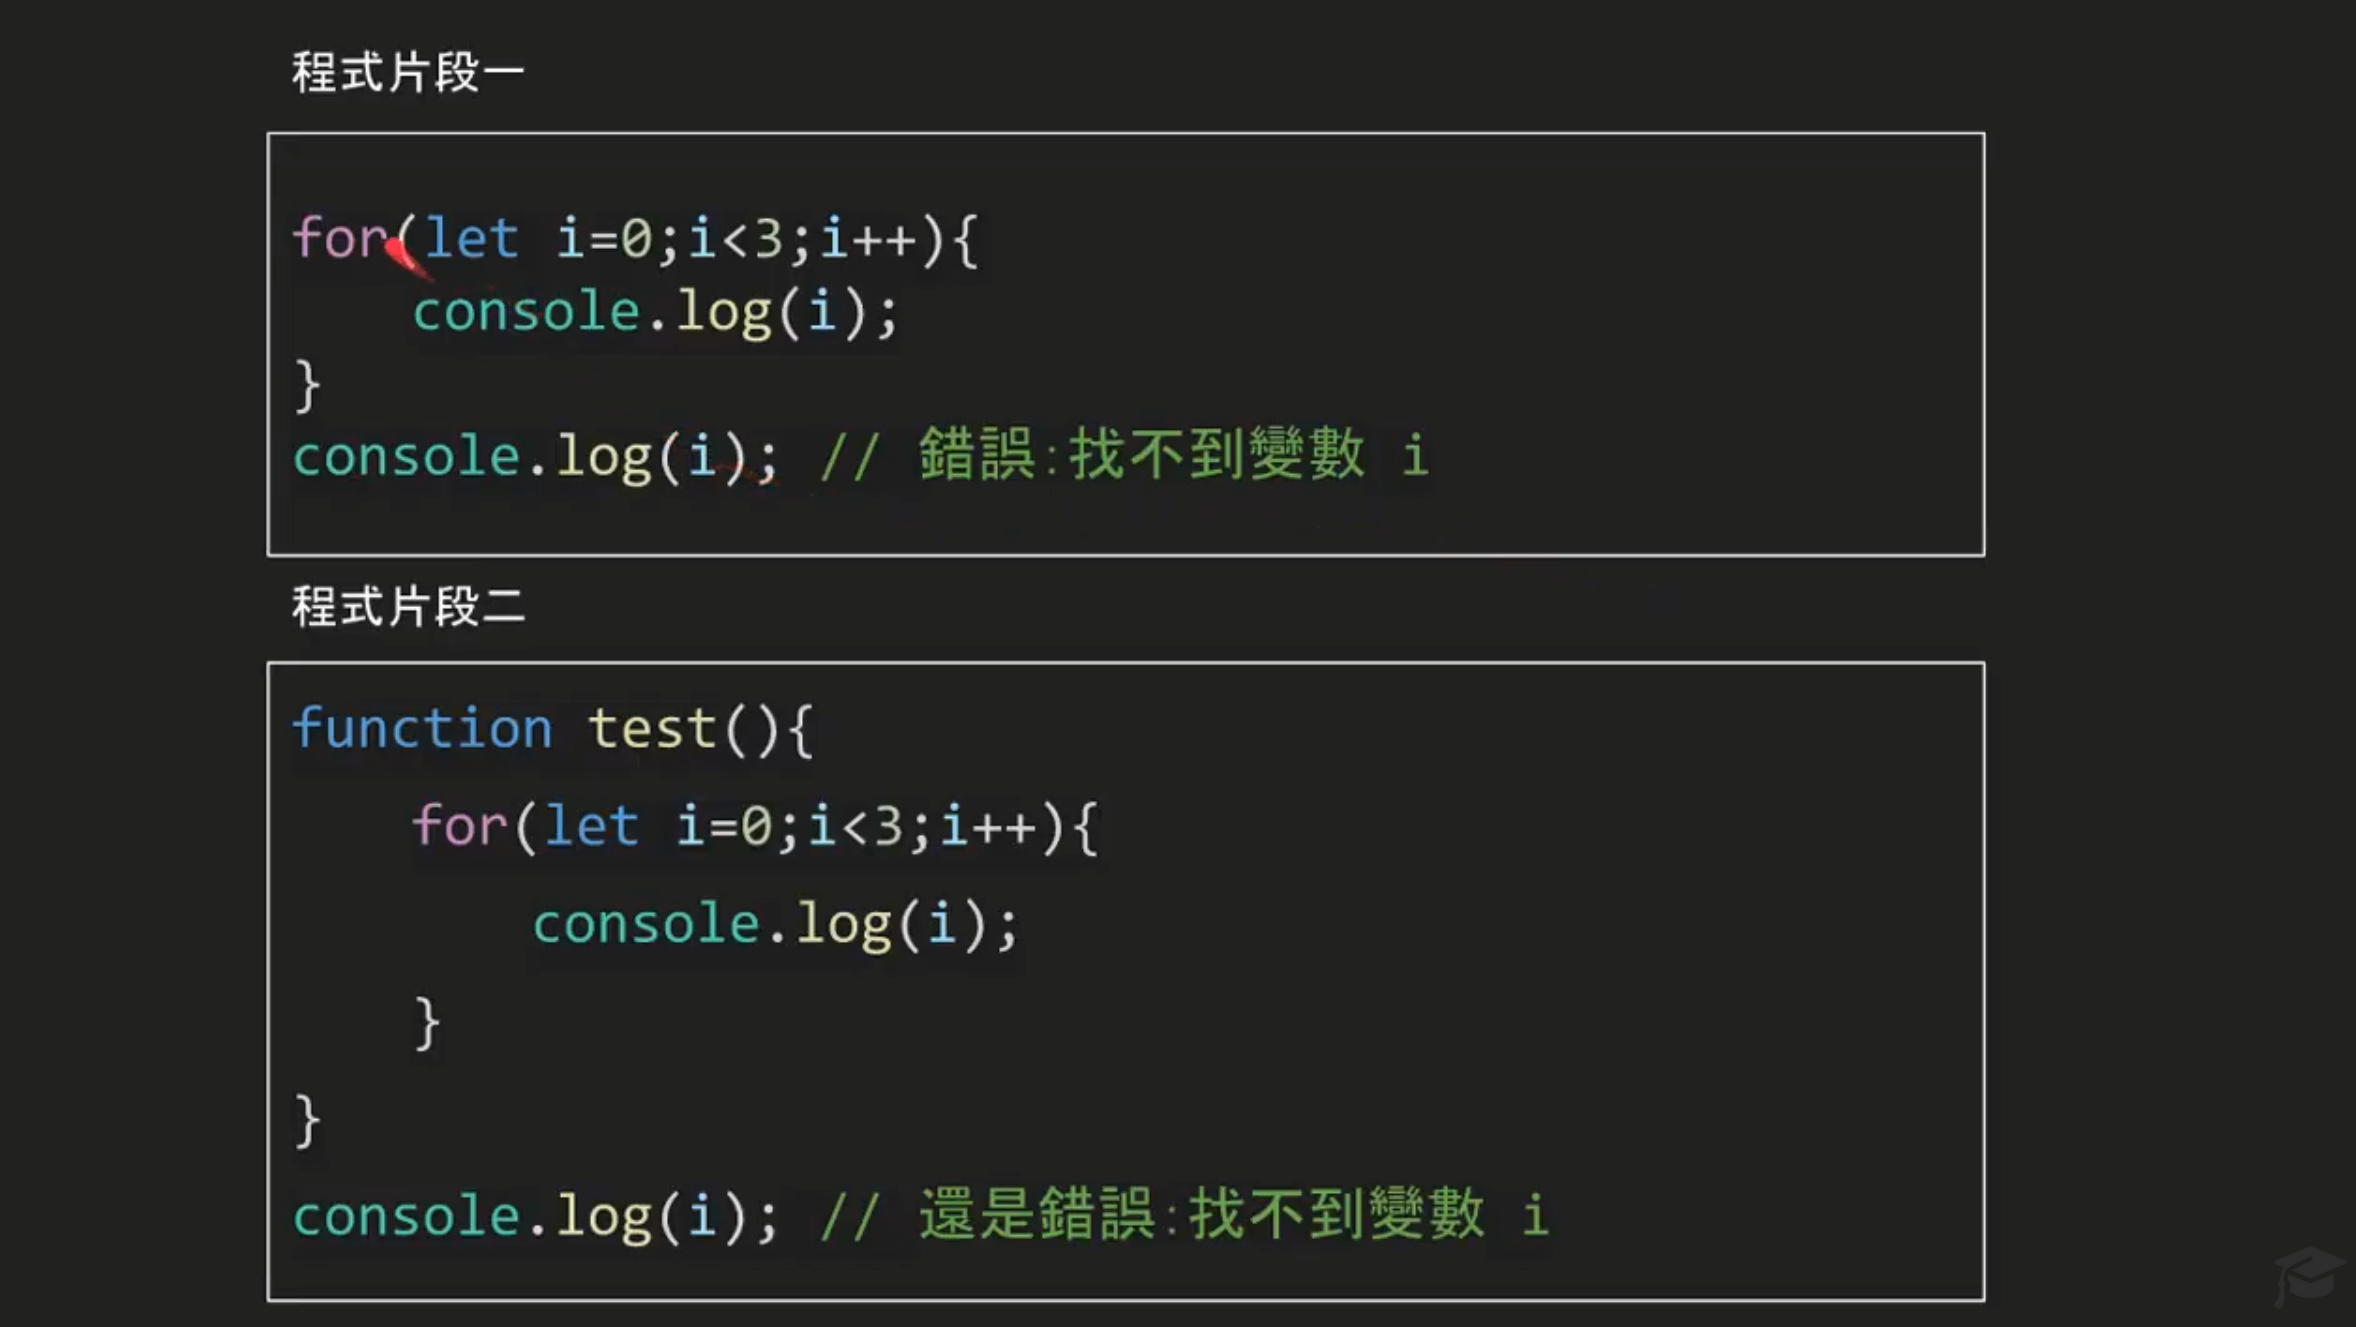 程式片段一
for(let i=0;i<3;i++){
console.log(i);
}
console.log(i); // 錯誤:找不到變數 i
程式片段二
function test(){
for(let i=0;i<3;i++){
console.log(i);
}
}
console.log(i); // 還是錯誤:找不到變數 i